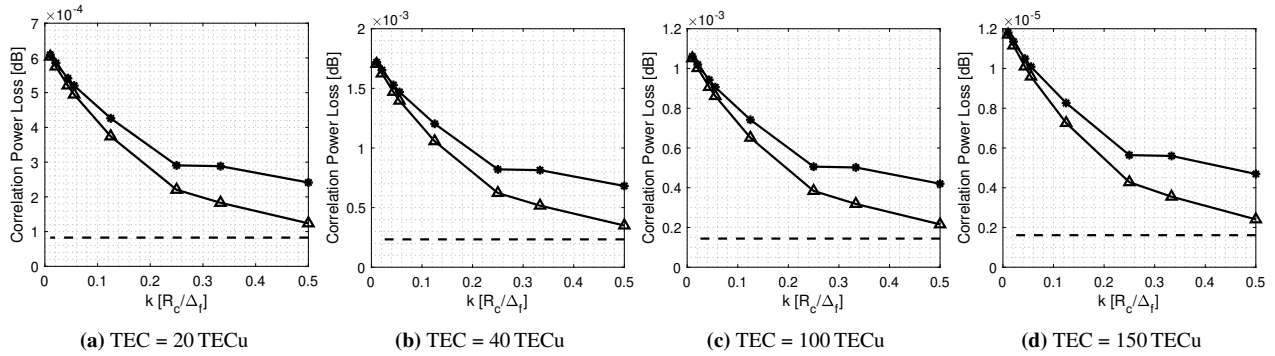 ×10⁻⁴
7
6
5
4
3
2
1
0
Correlation Power Loss [dB]
0 0.1 0.2 0.3 0.4 0.5
k [R_c/Δ_f]
(a) TEC = 20 TECu
×10⁻³
2
1.5
1
0.5
0
Correlation Power Loss [dB]
0 0.1 0.2 0.3 0.4 0.5
k [R_c/Δ_f]
(b) TEC = 40 TECu
×10⁻³
1.2
1
0.8
0.6
0.4
0.2
0
Correlation Power Loss [dB]
0 0.1 0.2 0.3 0.4 0.5
k [R_c/Δ_f]
(c) TEC = 100 TECu
×10⁻⁵
1.2
1
0.8
0.6
0.4
0.2
0
Correlation Power Loss [dB]
0 0.1 0.2 0.3 0.4 0.5
k [R_c/Δ_f]
(d) TEC = 150 TECu